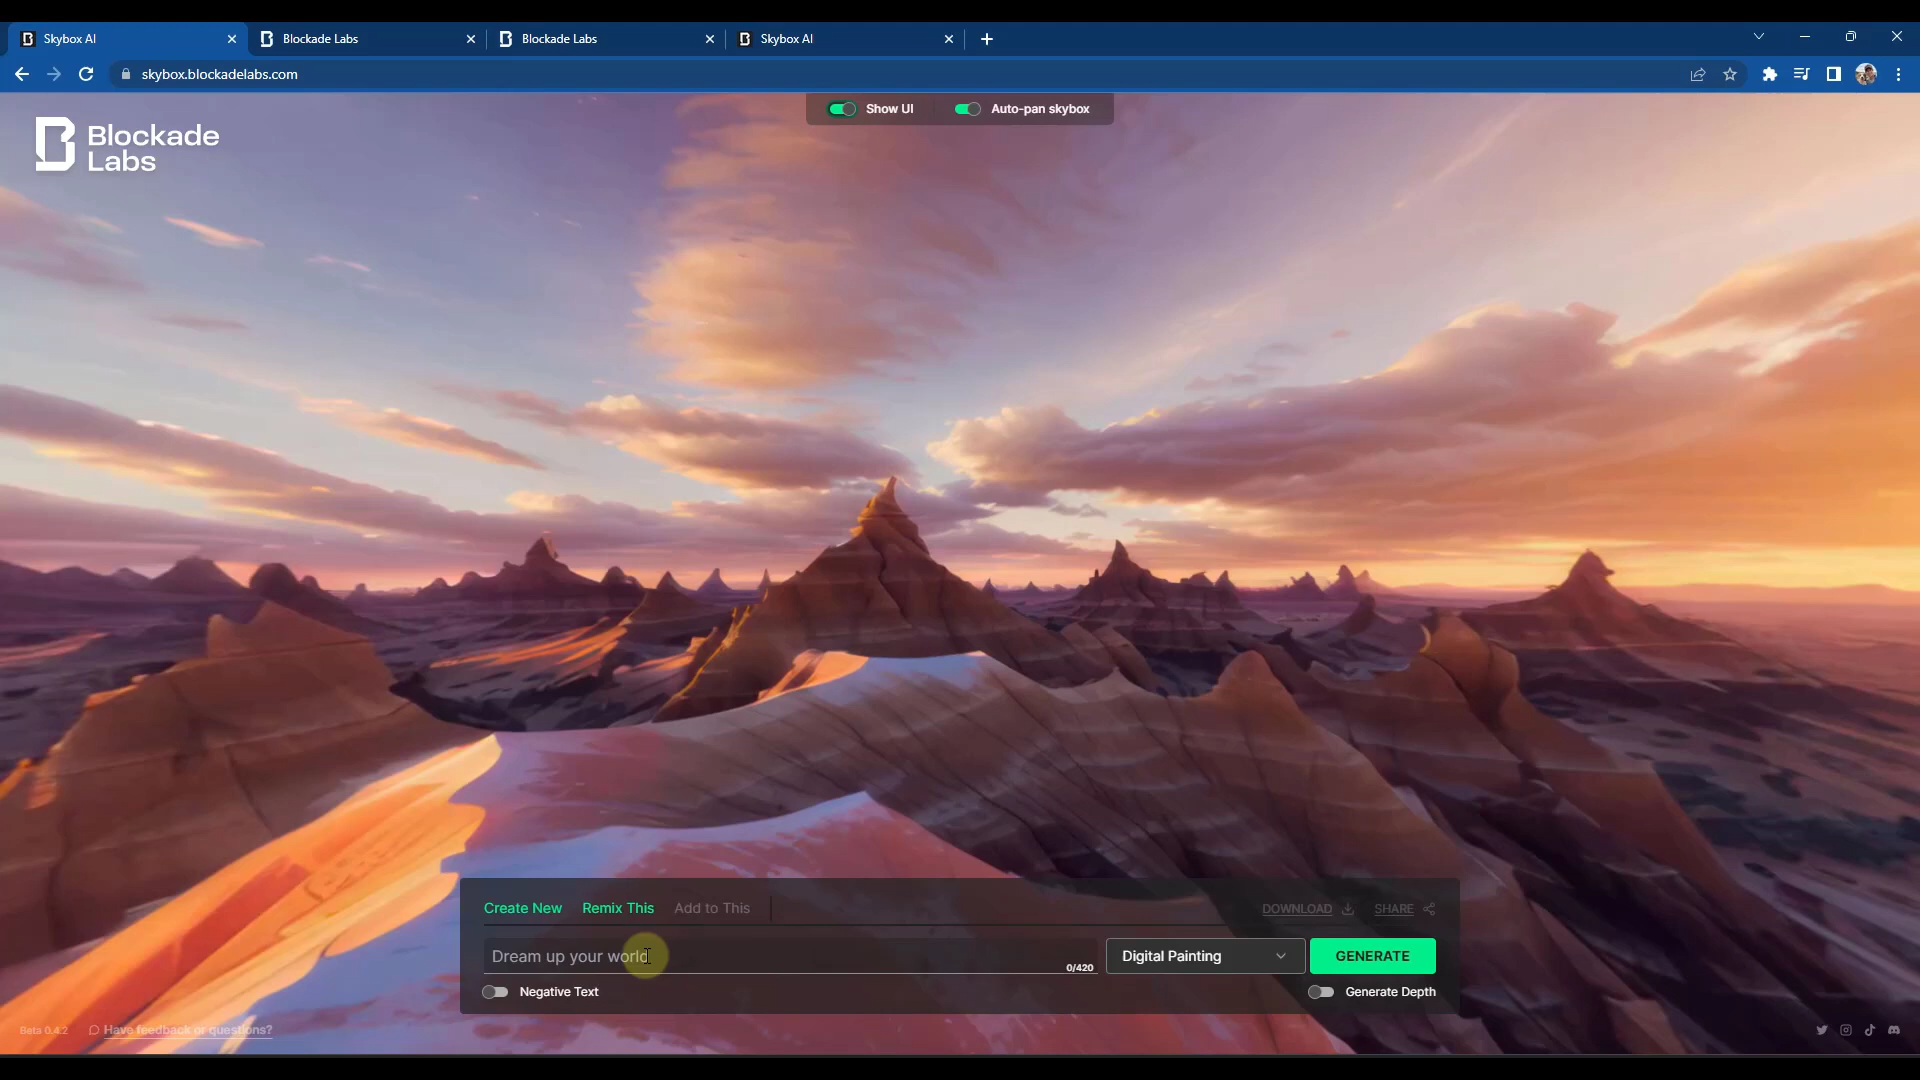 Skybox AI
Blockade Labs
Blockade Labs
Skybox AI
skybox.blockadelabs.com
Show UI
Auto-pan skybox
Blockade
Labs
Create New
Remix This
Add to This
DOWNLOAD
SHARE
Dream up your world
0/420
Digital Painting
GENERATE
Negative Text
Generate Depth
Beta 0.4.2
Have feedback or questions?